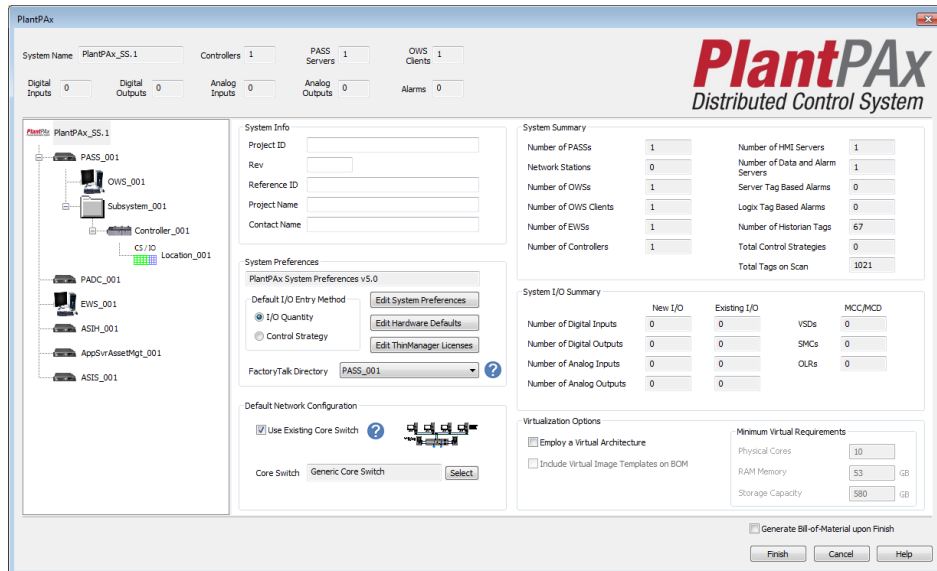 PlantPAx
System Name PlantPAx_SS.1 Controllers 1 PASS Servers 1 OWS Clients 1
Digital Inputs 0 Digital Outputs 0 Analog Inputs 0 Analog Outputs 0 Alarms 0
PlantPAx
Distributed Control System
PlantPAx PlantPAx_SS.1
PASS_001
OWS_001
Subsystem_001
Controller_001
CS / IO
Location_001
PADC_001
EWS_001
ASIH_001
AppSvrAssetMgt_001
ASIS_001
System Info
Project ID
Rev
Reference ID
Project Name
Contact Name
System Preferences
PlantPAx System Preferences v5.0
Default I/O Entry Method
I/O Quantity
Control Strategy
Edit System Preferences
Edit Hardware Defaults
Edit ThinManager Licenses
FactoryTalk Directory PASS_001 ?
Default Network Configuration
Use Existing Core Switch ?
Core Switch Generic Core Switch Select
System Summary
Number of PASSs 1 Number of HMI Servers 1
Network Stations 0 Number of Data and Alarm Servers 1
Number of OWSs 1 Server Tag Based Alarms 0
Number of OWS Clients 1 Logix Tag Based Alarms 0
Number of EWSs 1 Number of Historian Tags 67
Number of Controllers 1 Total Control Strategies 0
Total Tags on Scan 1021
System I/O Summary
New I/O Existing I/O MCC/MCD
Number of Digital Inputs 0 0 VSDs 0
Number of Digital Outputs 0 0 SMCs 0
Number of Analog Inputs 0 0 OLRs 0
Number of Analog Outputs 0 0
Virtualization Options
Employ a Virtual Architecture
Include Virtual Image Templates on BOM
Minimum Virtual Requirements
Physical Cores 10
RAM Memory 53 GB
Storage Capacity 580 GB
Generate Bill-of-Material upon Finish
Finish Cancel Help